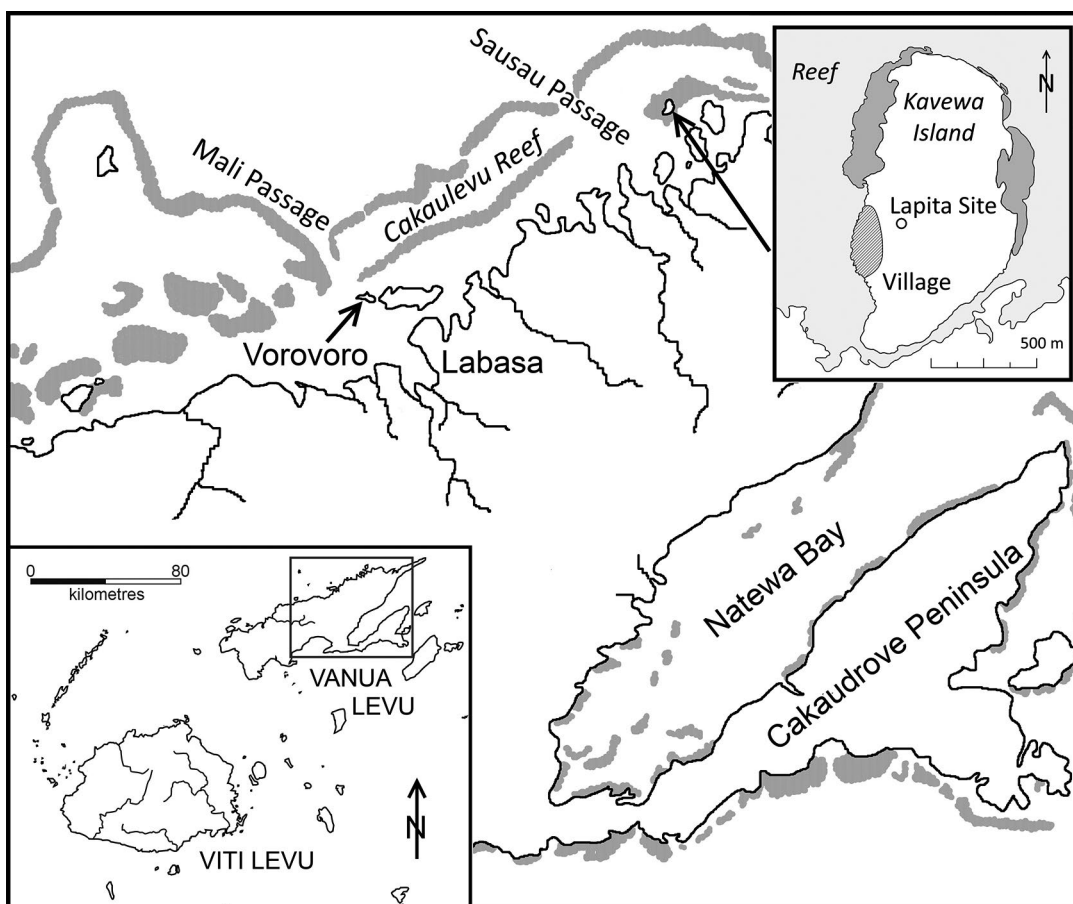 Sausau Passage
Mali Passage
Cakaulevu Reef
Vorovoro
Labasa
Reef
N
Kavewa
Island
Lapita Site
Village
500 m
Natewa Bay
Cakaudrove Peninsula
0 80
kilometres
VANUA
LEVU
N
VITI LEVU